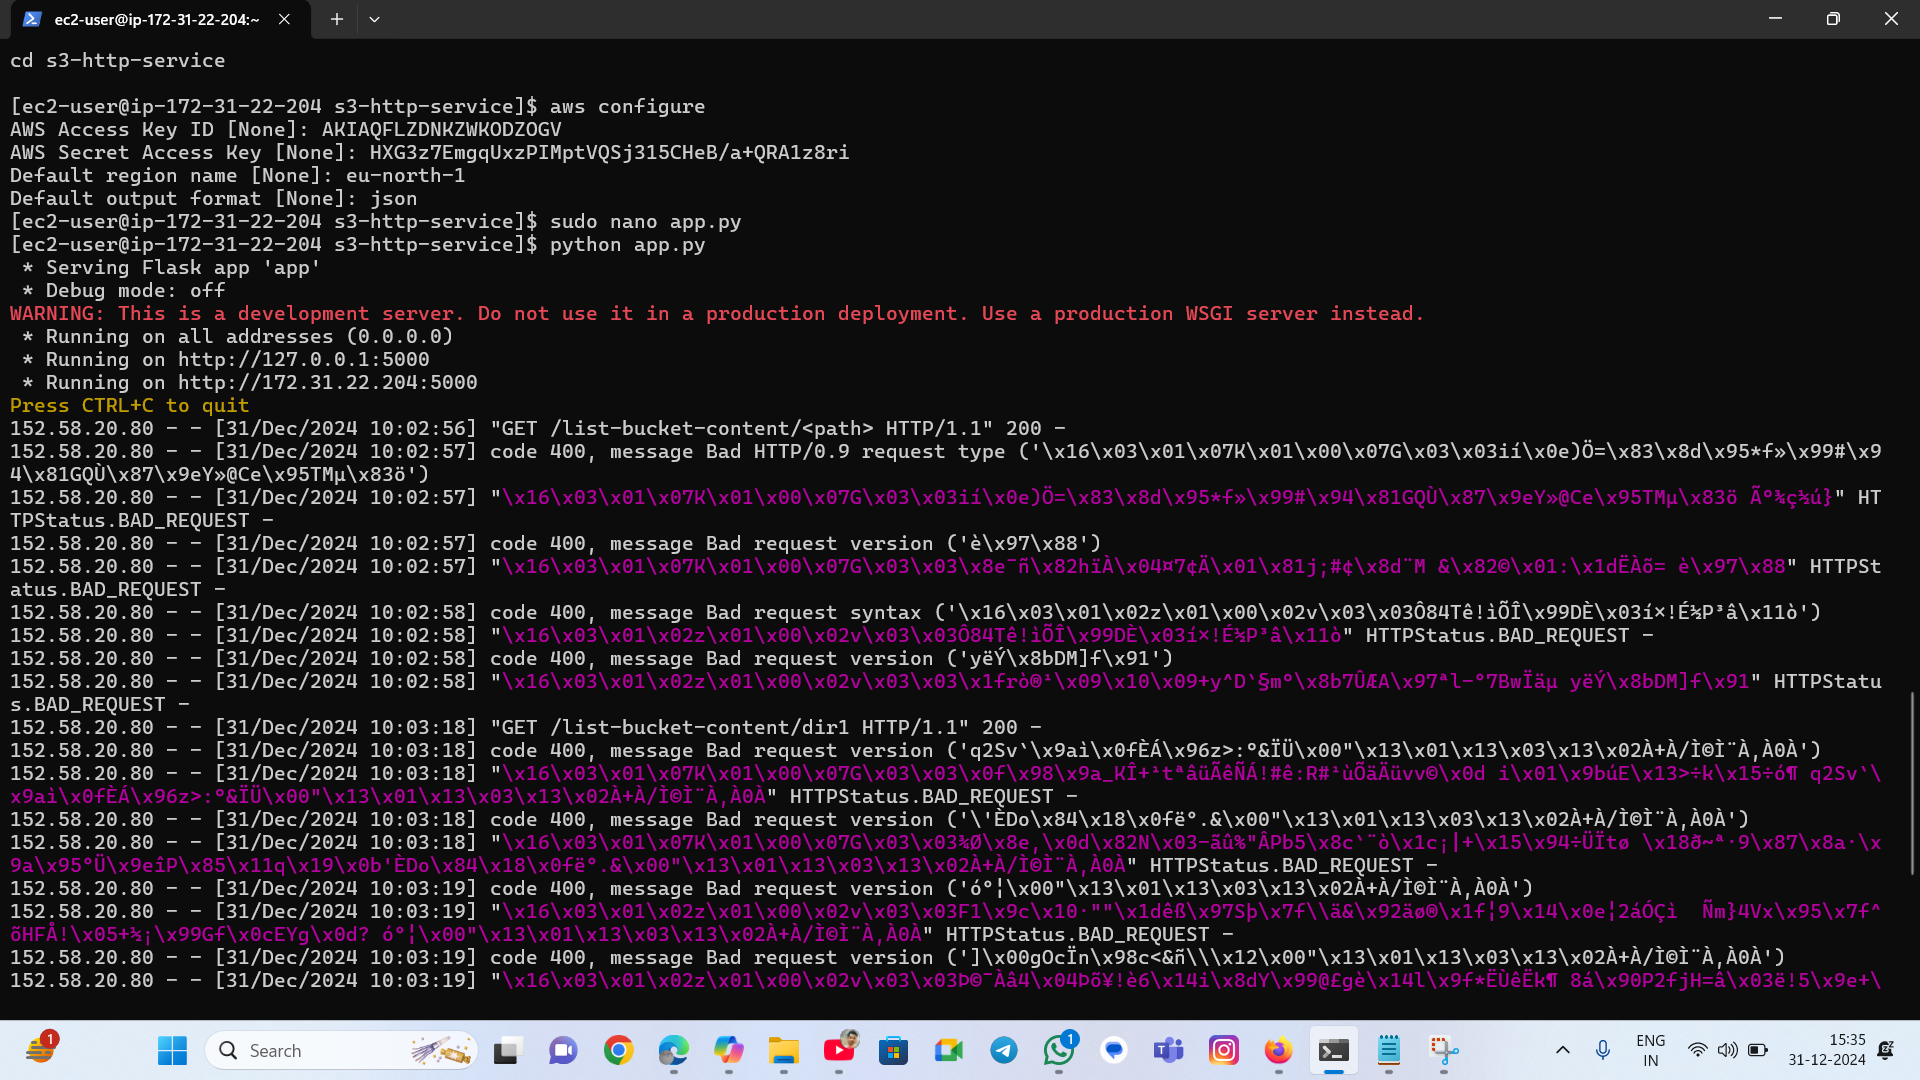 ec2-user@ip-172-31-22-204:~
cd s3-http-service
[ec2-user@ip-172-31-22-204 s3-http-service]$ aws configure
AWS Access Key ID [None]: AKIAQFLZDNKZWKODZOGV
AWS Secret Access Key [None]: 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
Default region name [None]: eu-north-1
Default output format [None]: json
[ec2-user@ip-172-31-22-204 s3-http-service]$ sudo nano app.py
[ec2-user@ip-172-31-22-204 s3-http-service]$ python app.py
 * Serving Flask app 'app'
 * Debug mode: off
WARNING: This is a development server. Do not use it in a production deployment. Use a production WSGI server instead.
 * Running on all addresses (0.0.0.0)
 * Running on http://127.0.0.1:5000
 * Running on http://172.31.22.204:5000
Press CTRL+C to quit
152.58.20.80 - - [31/Dec/2024 10:02:56] "GET /list-bucket-content/<path> HTTP/1.1" 200 -
152.58.20.80 - - [31/Dec/2024 10:02:57] code 400, message Bad HTTP/0.9 request type ('\x16\x03\x01\x07K\x01\x00\x07G\x03\x03ií\x0e)Ö=\x83\x8d\x95*f»\x99#\x9
4\x81GQÙ\x87\x9eY»@Ce\x95TMµ\x83ö')
152.58.20.80 - - [31/Dec/2024 10:02:57] "\x16\x03\x01\x07K\x01\x00\x07G\x03\x03ií\x0e)Ö=\x83\x8d\x95*f»\x99#\x94\x81GQÙ\x87\x9eY»@Ce\x95TMµ\x83ö Ãº¾ç½ú}" HT
TPStatus.BAD_REQUEST -
152.58.20.80 - - [31/Dec/2024 10:02:57] code 400, message Bad request version ('è\x97\x88')
152.58.20.80 - - [31/Dec/2024 10:02:57] "\x16\x03\x01\x07K\x01\x00\x07G\x03\x03\x8e¯ñ\x82hïÀ\x04¤7¢Ä\x01\x81j;#¢\x8d¨M &\x82©\x01:\x1dËÀõ= è\x97\x88" HTTPSt
atus.BAD_REQUEST -
152.58.20.80 - - [31/Dec/2024 10:02:58] code 400, message Bad request syntax ('\x16\x03\x01\x02z\x01\x00\x02v\x03\x03Ô84Tê!ìÕÎ\x99DÈ\x03í×!É½P³â\x11ò')
152.58.20.80 - - [31/Dec/2024 10:02:58] "\x16\x03\x01\x02z\x01\x00\x02v\x03\x03Ô84Tê!ìÕÎ\x99DÈ\x03í×!É½P³â\x11ò" HTTPStatus.BAD_REQUEST -
152.58.20.80 - - [31/Dec/2024 10:02:58] code 400, message Bad request version ('yëÝ\x8bDM]f\x91')
152.58.20.80 - - [31/Dec/2024 10:02:58] "\x16\x03\x01\x02z\x01\x00\x02v\x03\x03\x1frò®¹\x09\x10\x09+y^D`§m°\x8b7ÛÆA\x97ªl-°7BwÏäµ yëÝ\x8bDM]f\x91" HTTPStatu
s.BAD_REQUEST -
152.58.20.80 - - [31/Dec/2024 10:03:18] "GET /list-bucket-content/dir1 HTTP/1.1" 200 -
152.58.20.80 - - [31/Dec/2024 10:03:18] code 400, message Bad request version ('q2Sv`\x9aì\x0fÈÁ\x96z>:°&ÏÜ\x00"\x13\x01\x13\x03\x13\x02À+À/Ì©Ì¨À,À0À')
152.58.20.80 - - [31/Dec/2024 10:03:18] "\x16\x03\x01\x07K\x01\x00\x07G\x03\x03\x0f\x98\x9a_KÎ+¹tªâüÃêÑÁ!#ê:R#¹ùÕäÄüvv©\x0d i\x01\x9búE\x13>÷k\x15÷ó¶ q2Sv`\
x9aì\x0fÈÁ\x96z>:°&ÏÜ\x00"\x13\x01\x13\x03\x13\x02À+À/Ì©Ì¨À,À0À" HTTPStatus.BAD_REQUEST -
152.58.20.80 - - [31/Dec/2024 10:03:18] code 400, message Bad request version ('\'ÈDo\x84\x18\x0fë°.&\x00"\x13\x01\x13\x03\x13\x02À+À/Ì©Ì¨À,À0À')
152.58.20.80 - - [31/Dec/2024 10:03:18] "\x16\x03\x01\x07K\x01\x00\x07G\x03\x03¾Ø\x8e,\x0d\x82N\x03-ãû%"ÂPb5\x8c`¨ò\x1c¡|+\x15\x94÷ÜÏtø \x18ð~ª·9\x87\x8a·\x
9a\x95°Ü\x9eîP\x85\x11q\x19\x0b'ÈDo\x84\x18\x0fë°.&\x00"\x13\x01\x13\x03\x13\x02À+À/Ì©Ì¨À,À0À" HTTPStatus.BAD_REQUEST -
152.58.20.80 - - [31/Dec/2024 10:03:19] code 400, message Bad request version ('ó°¦\x00"\x13\x01\x13\x03\x13\x02À+À/Ì©Ì¨À,À0À')
152.58.20.80 - - [31/Dec/2024 10:03:19] "\x16\x03\x01\x02z\x01\x00\x02v\x03\x03F1\x9c\x10·""\x1dêß\x97Sþ\x7f\\ä&\x92äø®\x1f¦9\x14\x0e¦2áÓÇì  Ñm}4Vx\x95\x7f^
õHFÅ!\x05+½¡\x99Gf\x0cEYg\x0d? ó°¦\x00"\x13\x01\x13\x03\x13\x02À+À/Ì©Ì¨À,À0À" HTTPStatus.BAD_REQUEST -
152.58.20.80 - - [31/Dec/2024 10:03:19] code 400, message Bad request version (']\x00gOcÏn\x98c<&ñ\\\x12\x00"\x13\x01\x13\x03\x13\x02À+À/Ì©Ì¨À,À0À')
152.58.20.80 - - [31/Dec/2024 10:03:19] "\x16\x03\x01\x02z\x01\x00\x02v\x03\x03Þ©¯Àâ4\x04Þõ¥!è6\x14i\x8dY\x99@£gè\x14l\x9f*ËÙêËk¶ 8á\x90P2fjH=â\x03ë!5\x9e+\
1
Search
1
ENG
IN
15:35
31-12-2024